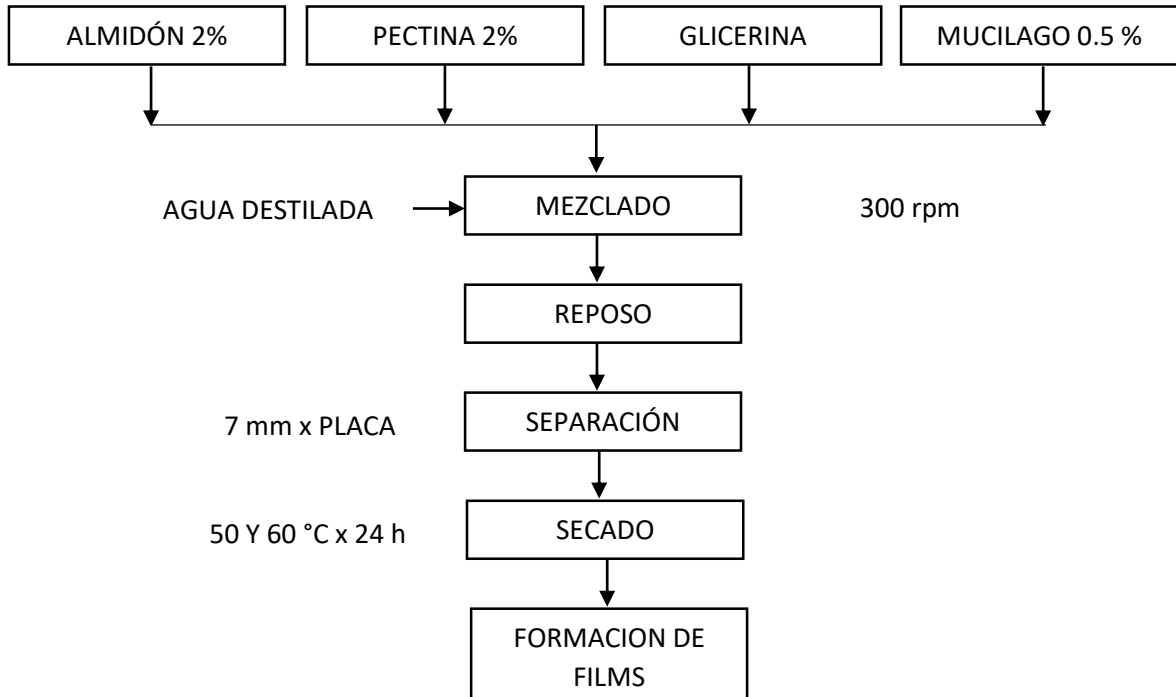 ALMIDÓN 2%
PECTINA 2%
GLICERINA
MUCILAGO 0.5 %
AGUA DESTILADA
MEZCLADO
300 rpm
REPOSO
7 mm x PLACA
SEPARACIÓN
50 Y 60 °C x 24 h
SECADO
FORMACION DE
FILMS